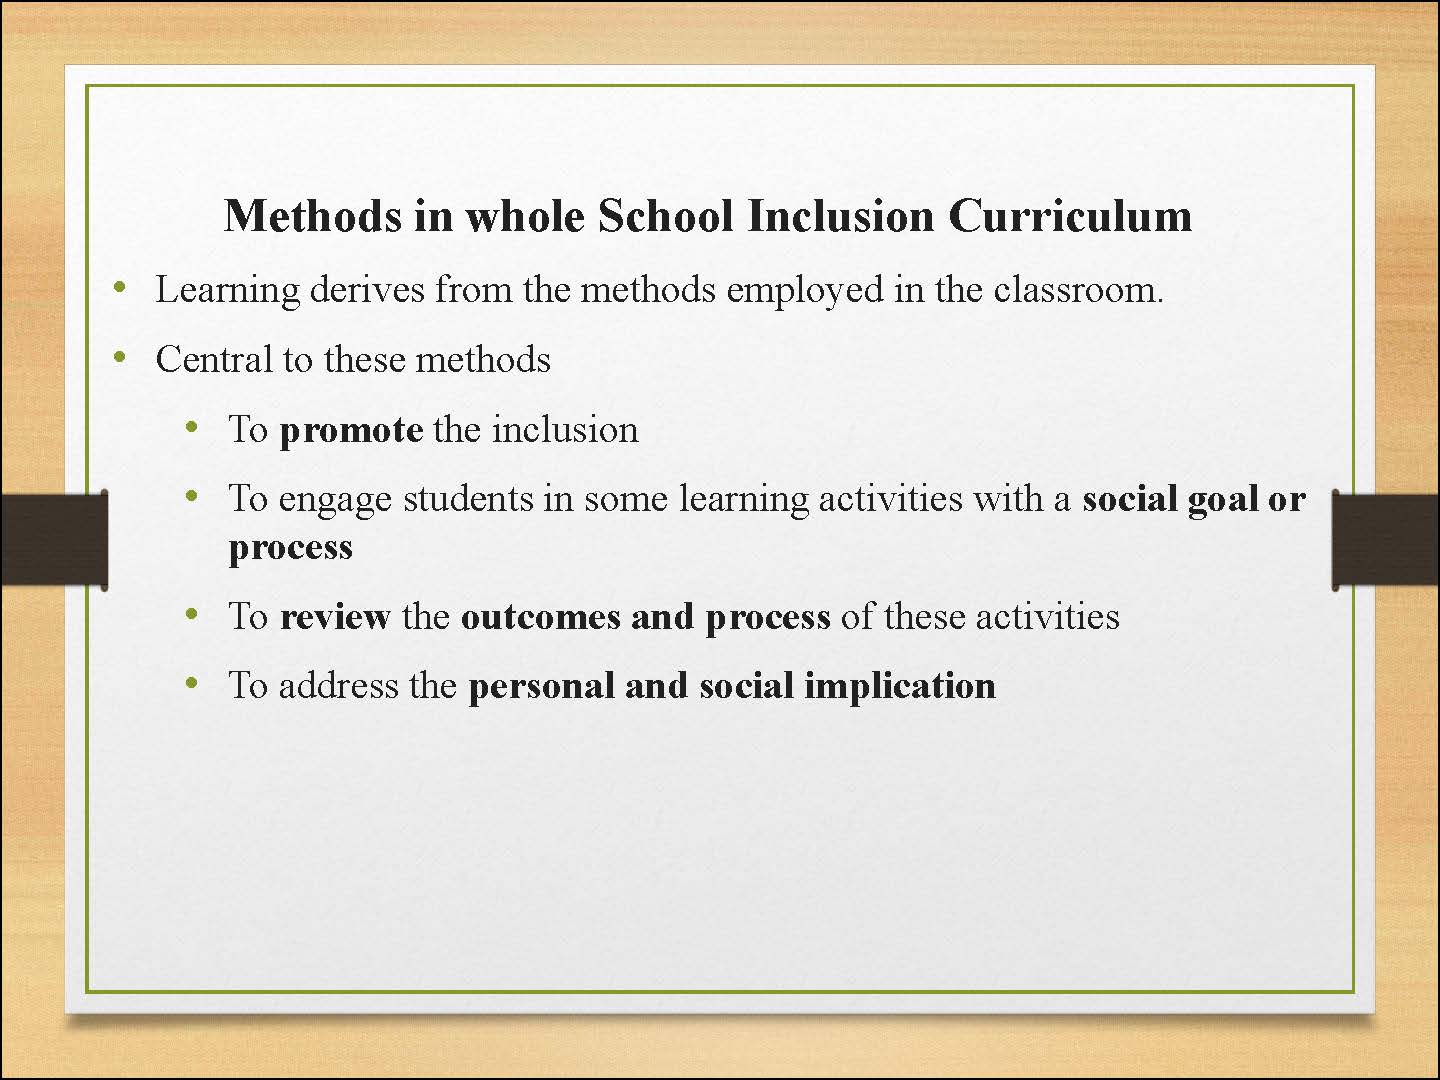 Methods in whole School Inclusion Curriculum
• Learning derives from the methods employed in the classroom.
• Central to these methods
• To promote the inclusion
• To engage students in some learning activities with a social goal or
process
• To review the outcomes and process of these activities
• To address the personal and social implication